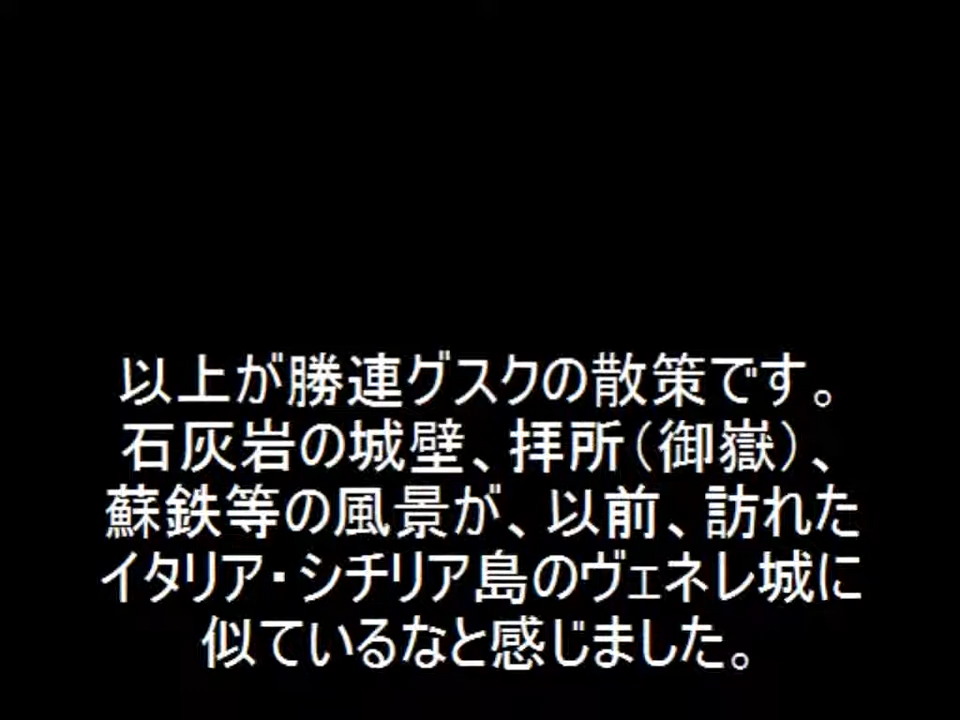 以上が勝連グスクの散策です。
石灰岩の城壁、拝所（御嶽）、
蘇鉄等の風景が、以前、訪れた
イタリア・シチリア島のヴェネレ城に
似ているなと感じました。